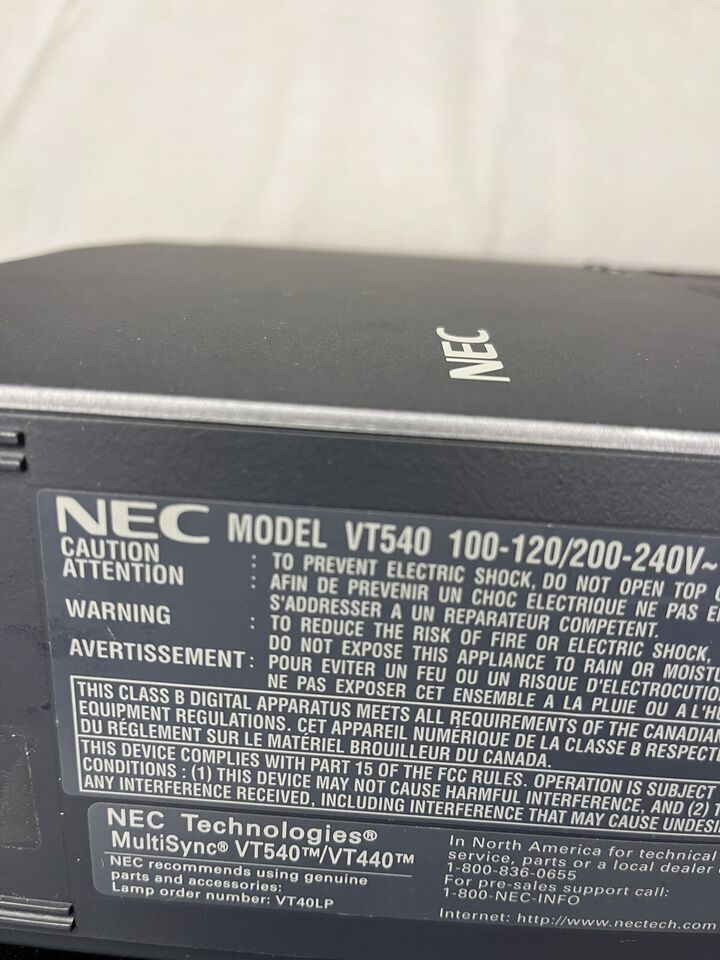 NEC
NEC MODEL VT540 100-120/200-240V~
CAUTION : TO PREVENT ELECTRIC SHOCK, DO NOT OPEN TOP
ATTENTION : AFIN DE PREVENIR UN CHOC ELECTRIQUE NE PAS
S'ADDRESSER A UN REPARATEUR COMPETENT.
WARNING : TO REDUCE THE RISK OF FIRE OR ELECTRIC SHOCK,
DO NOT EXPOSE THIS APPLIANCE TO RAIN OR
AVERTISSEMENT : POUR EVITER UN FEU OU UN RISQUE
NE PAS EXPOSER CET ENSEMBLE A LA PLUIE OU A
THIS CLASS B DIGITAL APPARATUS MEETS ALL REQUIREMENTS OF THE CANADIAN
EQUIPMENT REGULATIONS. CET APPAREIL NUMÉRIQUE DE LA CLASSE B
DU RÉGLEMENT SUR LE MATÉRIEL BROUILLEUR DU CANADA.
THIS DEVICE COMPLIES WITH PART 15 OF THE FCC RULES. OPERATION IS SUBJECT
CONDITIONS : (1) THIS DEVICE MAY NOT CAUSE HARMFUL INTERFERENCE, AND (2)
ANY INTERFERENCE RECEIVED, INCLUDING INTERFERENCE THAT MAY CAUSE
NEC Technologies®
MultiSync® VT540™/VT440™
NEC recommends using genuine
parts and accessories:
Lamp order number: VT40LP
In North America for technical
service, parts or a local dealer
1-800-836-0655
For pre-sales support call:
1-800-NEC-INFO
Internet: http://www.nectech.com